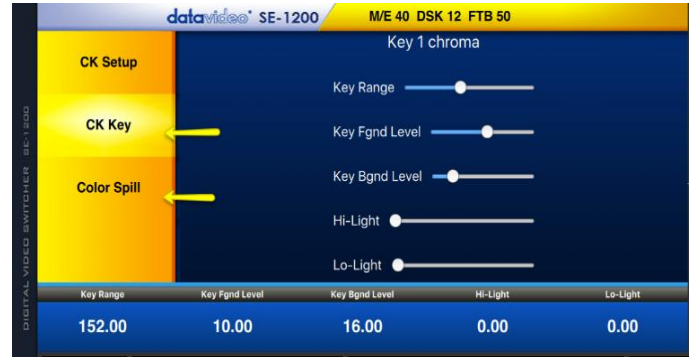 datavideo SE-1200 M/E 40 DSK 12 FTB 50
Key 1 chroma
CK Setup
CK Key
Color Spill
Key Range
Key Fgnd Level
Key Bgnd Level
Hi-Light
Lo-Light
DIGITAL VIDEO SWITCHER SE-1200
Key Range Key Fgnd Level Key Bgnd Level Hi-Light Lo-Light
152.00 10.00 16.00 0.00 0.00